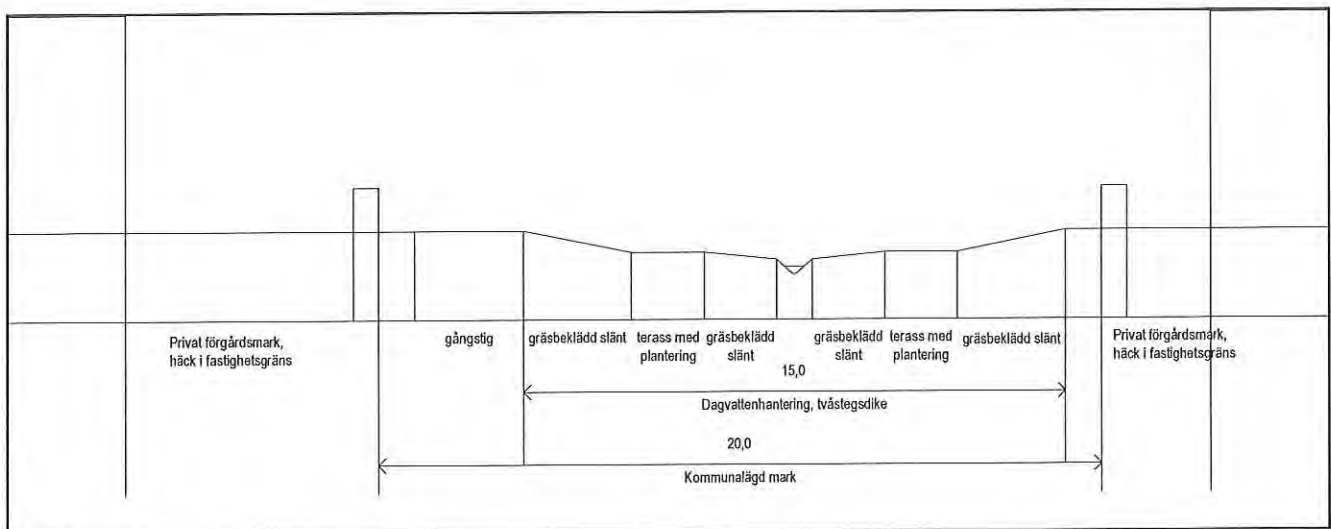 Privat förgårdsmark,
häck i fastighetsgräns
gångstig
gräsbeklädd slänt
terass med
plantering
gräsbeklädd
slänt
gräsbeklädd
slänt
terass med
plantering
gräsbeklädd slänt
Privat förgårdsmark,
häck i fastighetsgräns
15,0
Dagvattenhantering, tvåstegsdike
20,0
Kommunalägd mark